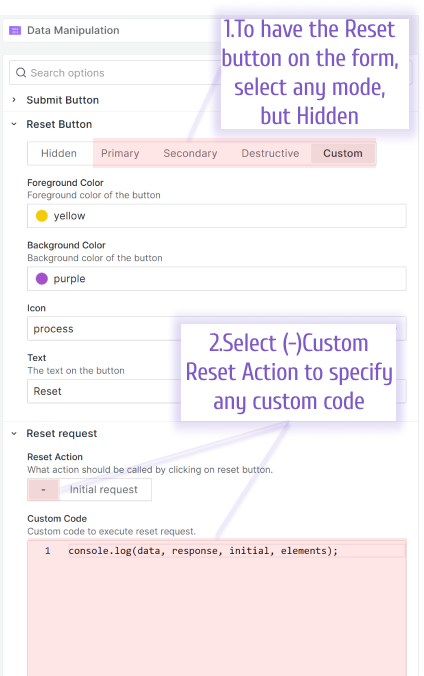 Data Manipulation
1.To have the Reset
button on the form,
select any mode,
but Hidden
Search options
Submit Button
Reset Button
Hidden Primary Secondary Destructive Custom
Foreground Color
Foreground color of the button
yellow
Background Color
Background color of the button
purple
Icon
process
2.Select (-)Custom
Reset Action to specify
any custom code
Text
The text on the button
Reset
Reset request
Reset Action
What action should be called by clicking on reset button.
- Initial request
Custom Code
Custom code to execute reset request.
1 console.log(data, response, initial, elements);